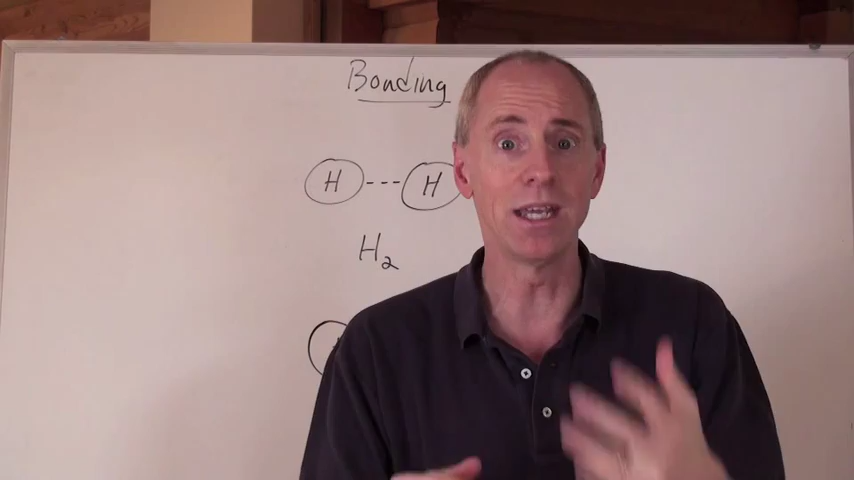 Bonding
H --- H
H₂